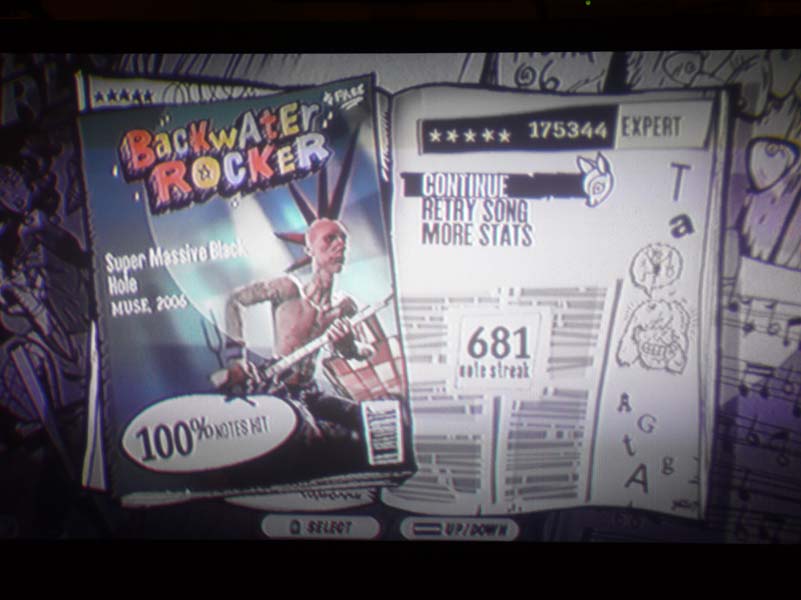 BACKWATER
FREE
ROCKER
Super Massive Black
Hole
MUSE, 2006
100% NOTES HIT
175344 EXPERT
CONTINUE
RETRY SONG
MORE STATS
681
note streak
T
a
A
G
t
g
A
SELECT
UP/DOWN